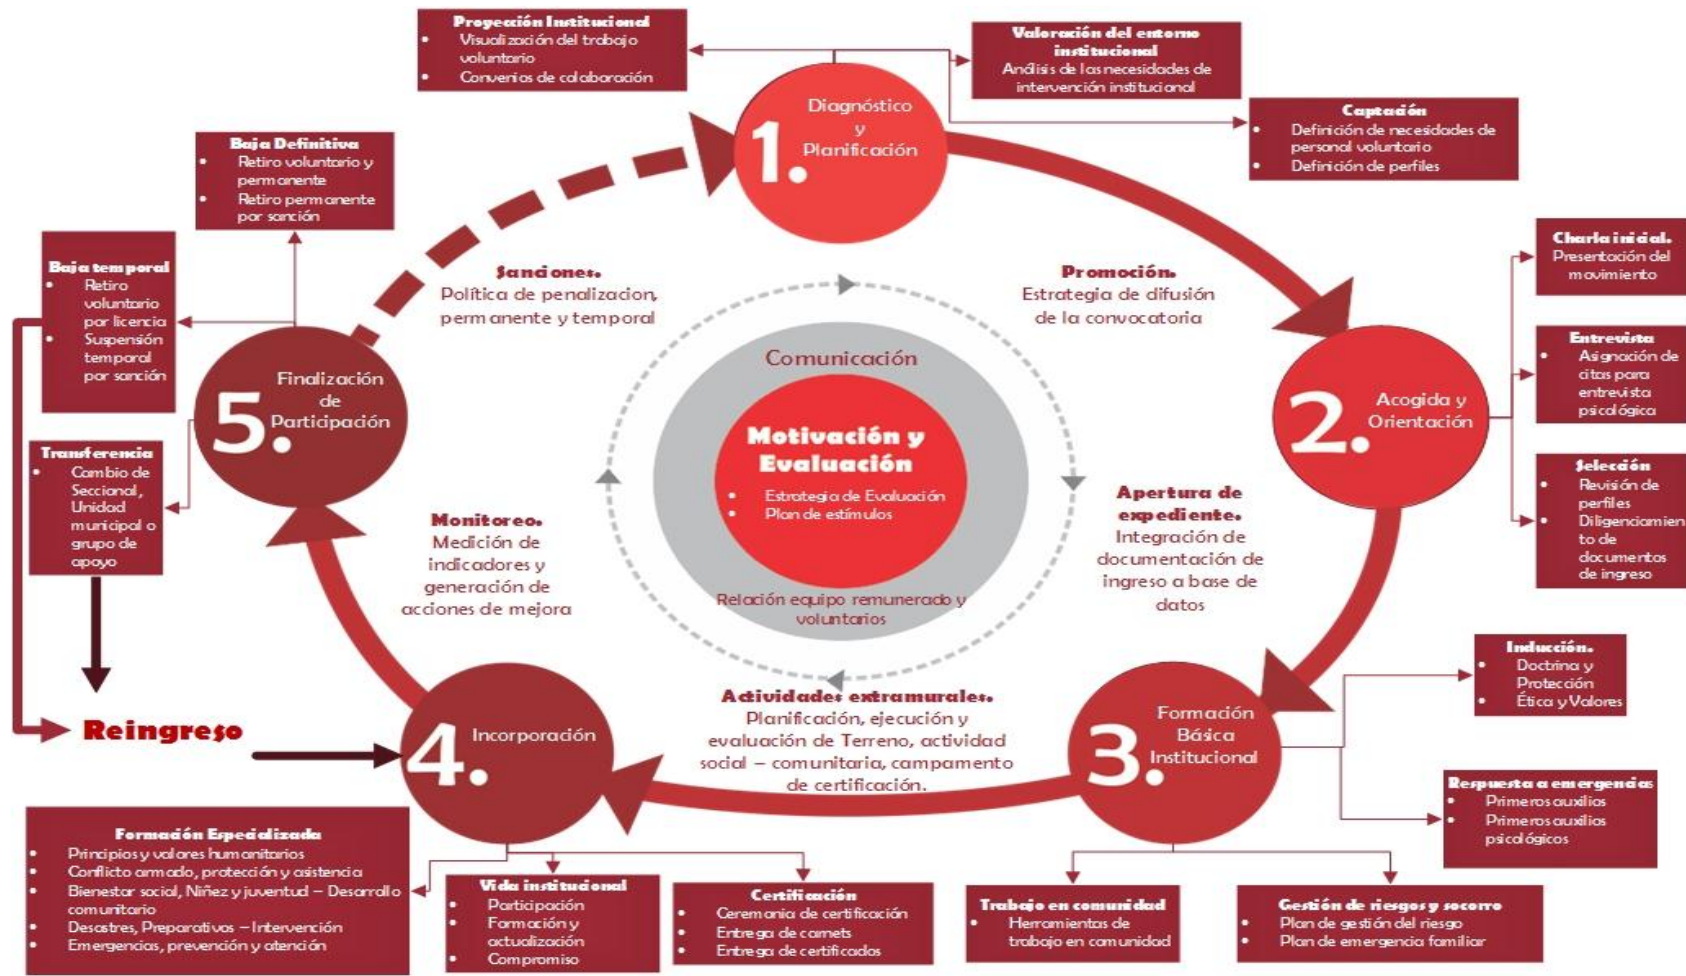 Proyección Institucional
• Visualización del trabajo
voluntario
• Convenios de colaboración
Valoración del entorno
institucional
Análisis de las necesidades de
intervención institucional
Captación
• Definición de necesidades de
personal voluntario
• Definición de perfiles
1.
Diagnóstico
y
Planificación
Baja Definitiva
• Retiro voluntario y
permanente
• Retiro permanente
por sanción
Baja temporal
• Retiro
voluntario
por licencia
• Suspensión
temporal
por sanción
Sanciones.
Política de penalizacion,
permanente y temporal
Promoción.
Estrategia de difusión
de la convocatoria
Charla inicial.
Presentación del
movimiento
Entrevista
• Asignación de
citas para
entrevista
psicológica
Selección
• Revisión de
perfiles
• Diligenciamien
to de
documentos
de ingreso
2.
Acogida y
Orientación
5.
Finalización
de
Participación
Comunicación
Motivación y
Evaluación
• Estrategia de Evaluación
• Plan de estímulos
Relación equipo remunerado y
voluntarios
Transferencia
• Cambio de
Seccional,
Unidad
municipal o
grupo de
apoyo
Monitoreo.
Medición de
indicadores y
generación de
acciones de mejora
Apertura de
expediente.
Integración de
documentación de
ingreso a base de
datos
Reingreso
4.
Incorporación
Actividades extramurales.
Planificación, ejecución y
evaluación de Terreno, actividad
social – comunitaria, campamento
de certificación.
3.
Formación
Básica
Institucional
Inducción.
• Doctrina y
Protección
• Ética y Valores
Respuesta a emergencias
• Primeros auxilios
• Primeros auxilios
psicológicos
Formación Especializada
• Principios y valores humanitarios
• Conflicto armado, protección y asistencia
• Bienestar social, Niñez y juventud – Desarrollo
comunitario
• Desastres, Preparativos – Intervención
• Emergencias, prevención y atención
Vida institucional
• Participación
• Formación y
actualización
• Compromiso
Certificación
• Ceremonia de certificación
• Entrega de carnets
• Entrega de certificados
Trabajo en comunidad
• Herramientas de
trabajo en comunidad
Gestión de riesgos y socorro
• Plan de gestión del riesgo
• Plan de emergencia familiar